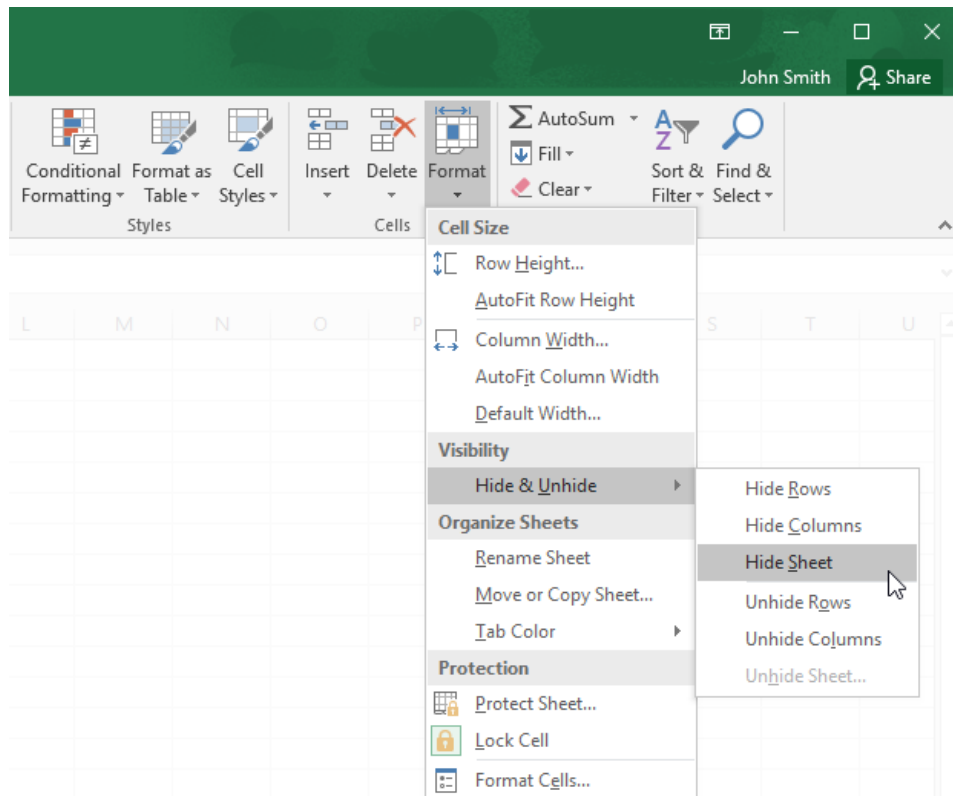 John Smith Share
Conditional Formatting
Format as Table
Cell Styles
Styles
Insert
Delete
Format
Cells
AutoSum
Fill
Clear
Sort & Filter
Find & Select
L M N O P S T U
Cell Size
Row Height...
AutoFit Row Height
Column Width...
AutoFit Column Width
Default Width...
Visibility
Hide & Unhide
Organize Sheets
Rename Sheet
Move or Copy Sheet...
Tab Color
Protection
Protect Sheet...
Lock Cell
Format Cells...
Hide Rows
Hide Columns
Hide Sheet
Unhide Rows
Unhide Columns
Unhide Sheet...